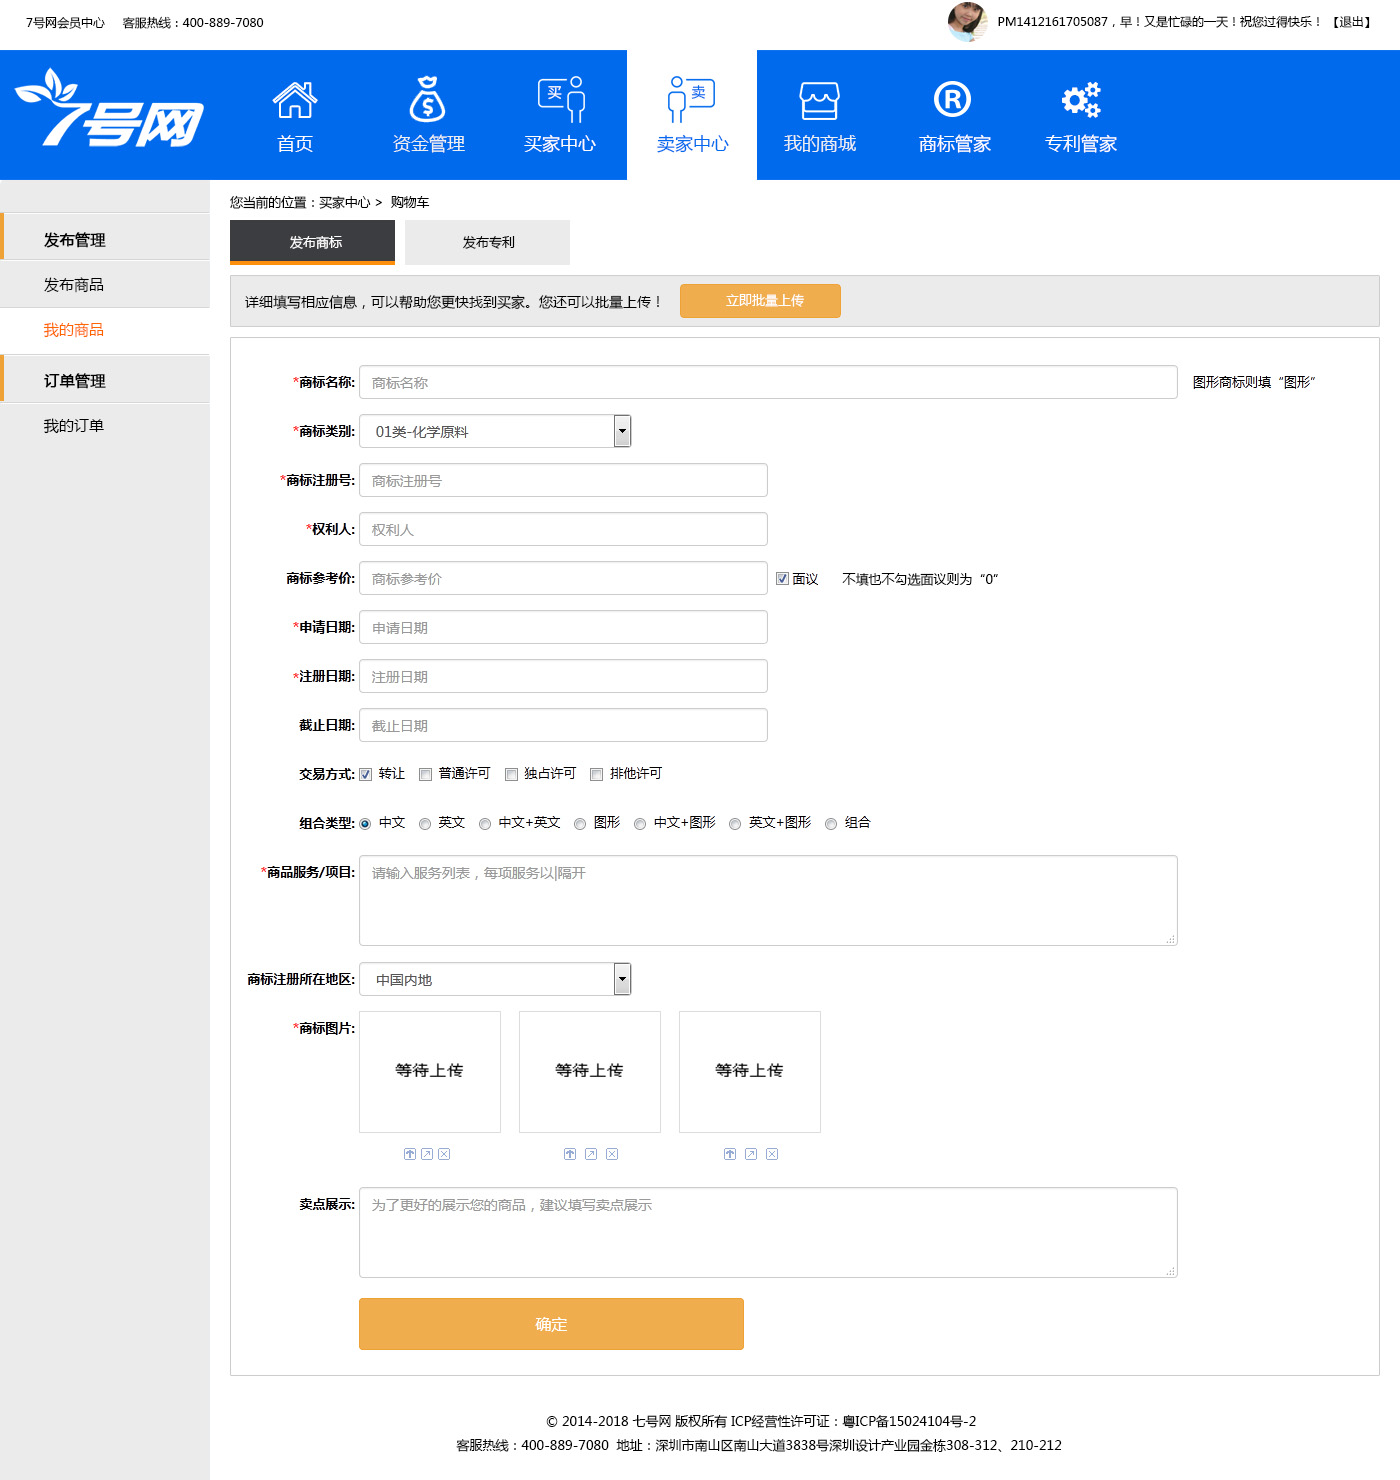 7号网会员中心 客服热线：400-889-7080
PM1412161705087，早！又是忙碌的一天！祝您过得快乐！ 【退出】
7号网
首页
资金管理
买
买家中心
卖
卖家中心
我的商城
R
商标管家
专利管家
您当前的位置：买家中心 > 购物车
发布管理
发布商品
我的商品
订单管理
我的订单
发布商标
发布专利
详细填写相应信息，可以帮助您更快找到买家。您还可以批量上传！
立即批量上传
*商标名称: 商标名称 图形商标则填“图形”
*商标类别: 01类-化学原料
*商标注册号: 商标注册号
*权利人: 权利人
商标参考价: 商标参考价 面议 不填也不勾选面议则为“0”
*申请日期: 申请日期
*注册日期: 注册日期
截止日期: 截止日期
交易方式: 转让 普通许可 独占许可 排他许可
组合类型: 中文 英文 中文+英文 图形 中文+图形 英文+图形 组合
*商品服务/项目: 请输入服务列表，每项服务以|隔开
商标注册所在地区: 中国内地
*商标图片: 等待上传 等待上传 等待上传
卖点展示: 为了更好的展示您的商品，建议填写卖点展示
确定
© 2014-2018 七号网 版权所有 ICP经营性许可证：粤ICP备15024104号-2
客服热线：400-889-7080 地址：深圳市南山区南山大道3838号深圳设计产业园金栋308-312、210-212